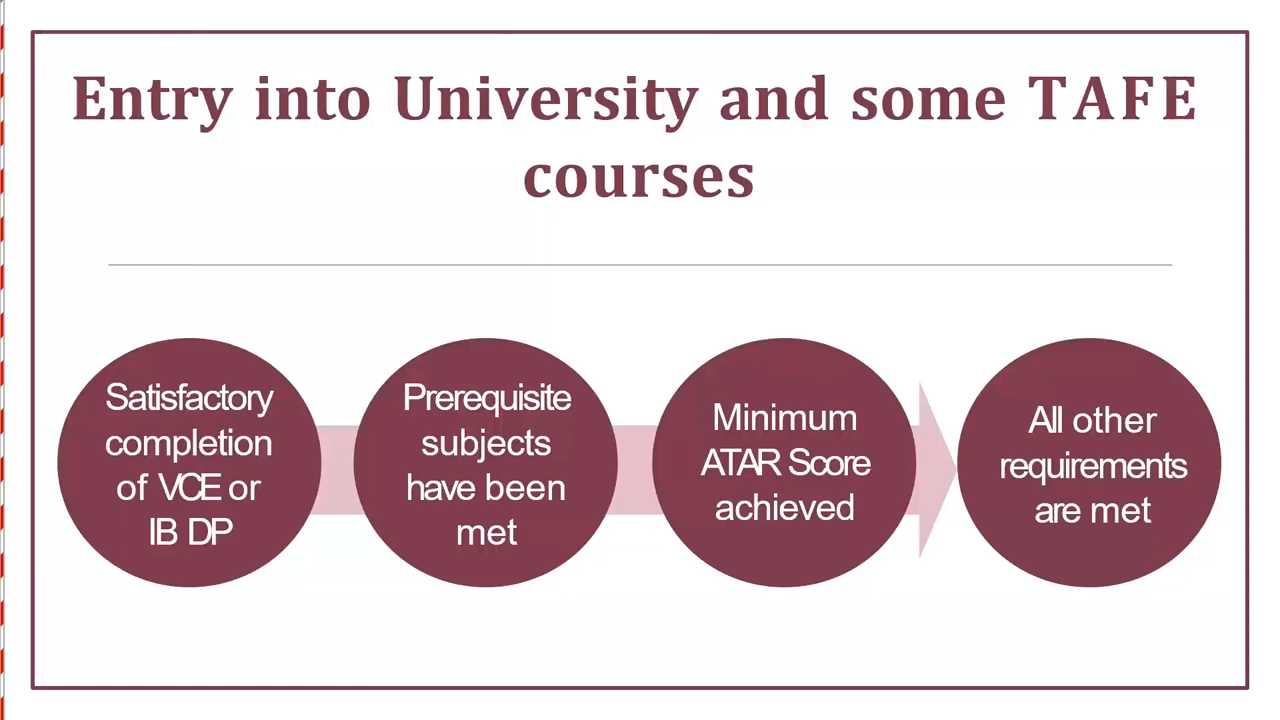 Entry into University and some TAFE
courses
Satisfactory
completion
of VCE or
IB DP
Prerequisite
subjects
have been
met
Minimum
ATAR Score
achieved
All other
requirements
are met